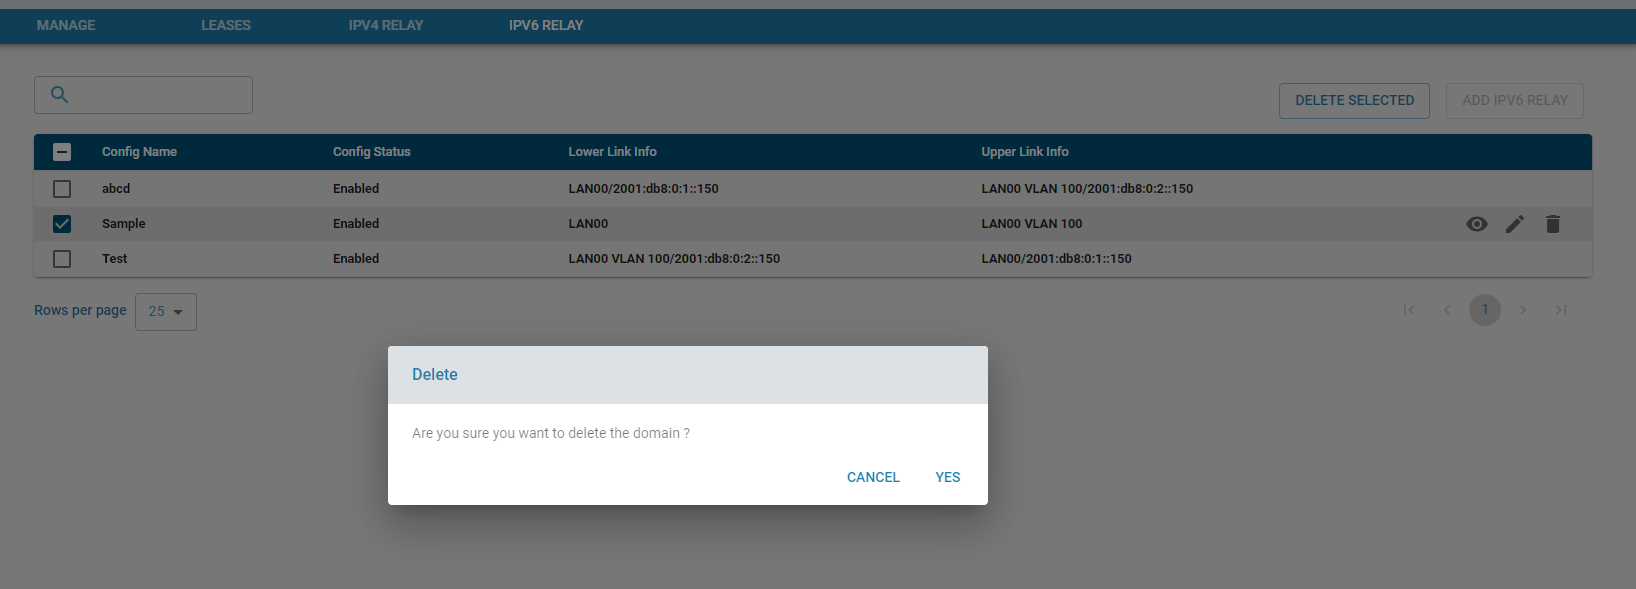 MANAGE LEASES IPV4 RELAY IPV6 RELAY
DELETE SELECTED ADD IPV6 RELAY
Config Name Config Status Lower Link Info Upper Link Info
abcd Enabled LAN00/2001:db8:0:1::150 LAN00 VLAN 100/2001:db8:0:2::150
Sample Enabled LAN00 LAN00 VLAN 100
Test Enabled LAN00 VLAN 100/2001:db8:0:2::150 LAN00/2001:db8:0:1::150
Rows per page 25 1
Delete
Are you sure you want to delete the domain ?
CANCEL YES